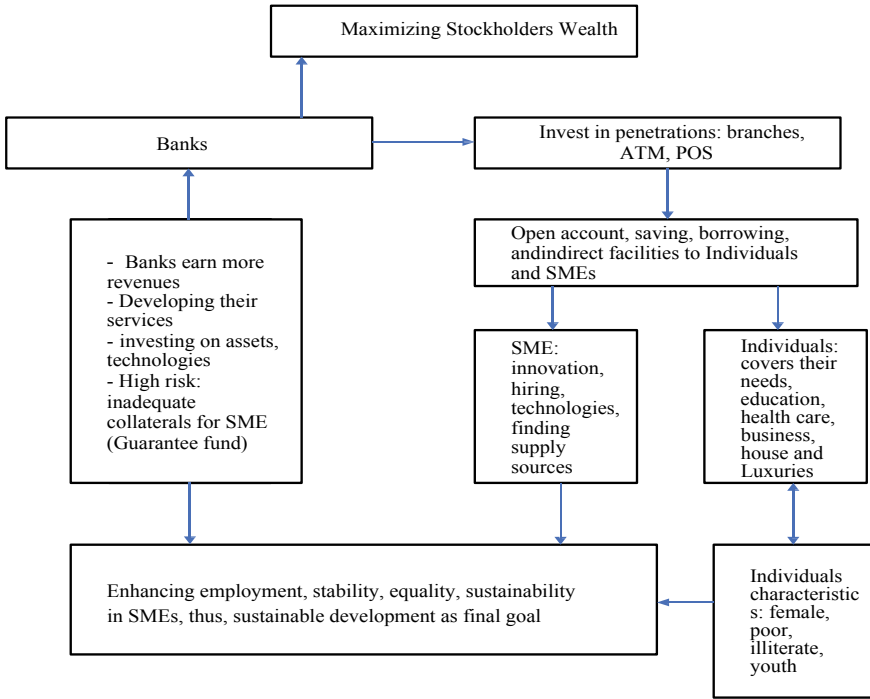 Maximizing Stockholders Wealth
Banks
Invest in penetrations: branches,
ATM, POS
Open account, saving, borrowing,
andindirect facilities to Individuals
and SMEs
- Banks earn more
revenues
- Developing their
services
- investing on assets,
technologies
- High risk:
inadequate
collaterals for SME
(Guarantee fund)
SME:
innovation,
hiring,
technologies,
finding
supply
sources
Individuals:
covers their
needs,
education,
health care,
business,
house and
Luxuries
Enhancing employment, stability, equality, sustainability
in SMEs, thus, sustainable development as final goal
Individuals
characteristic
s: female,
poor,
illiterate,
youth